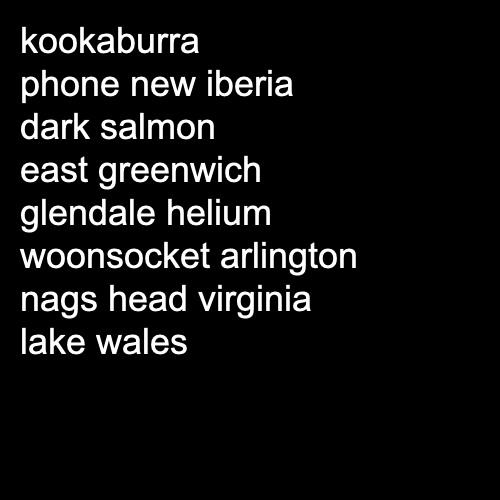 kookaburra
phone new iberia
dark salmon
east greenwich
glendale helium
woonsocket arlington
nags head virginia
lake wales